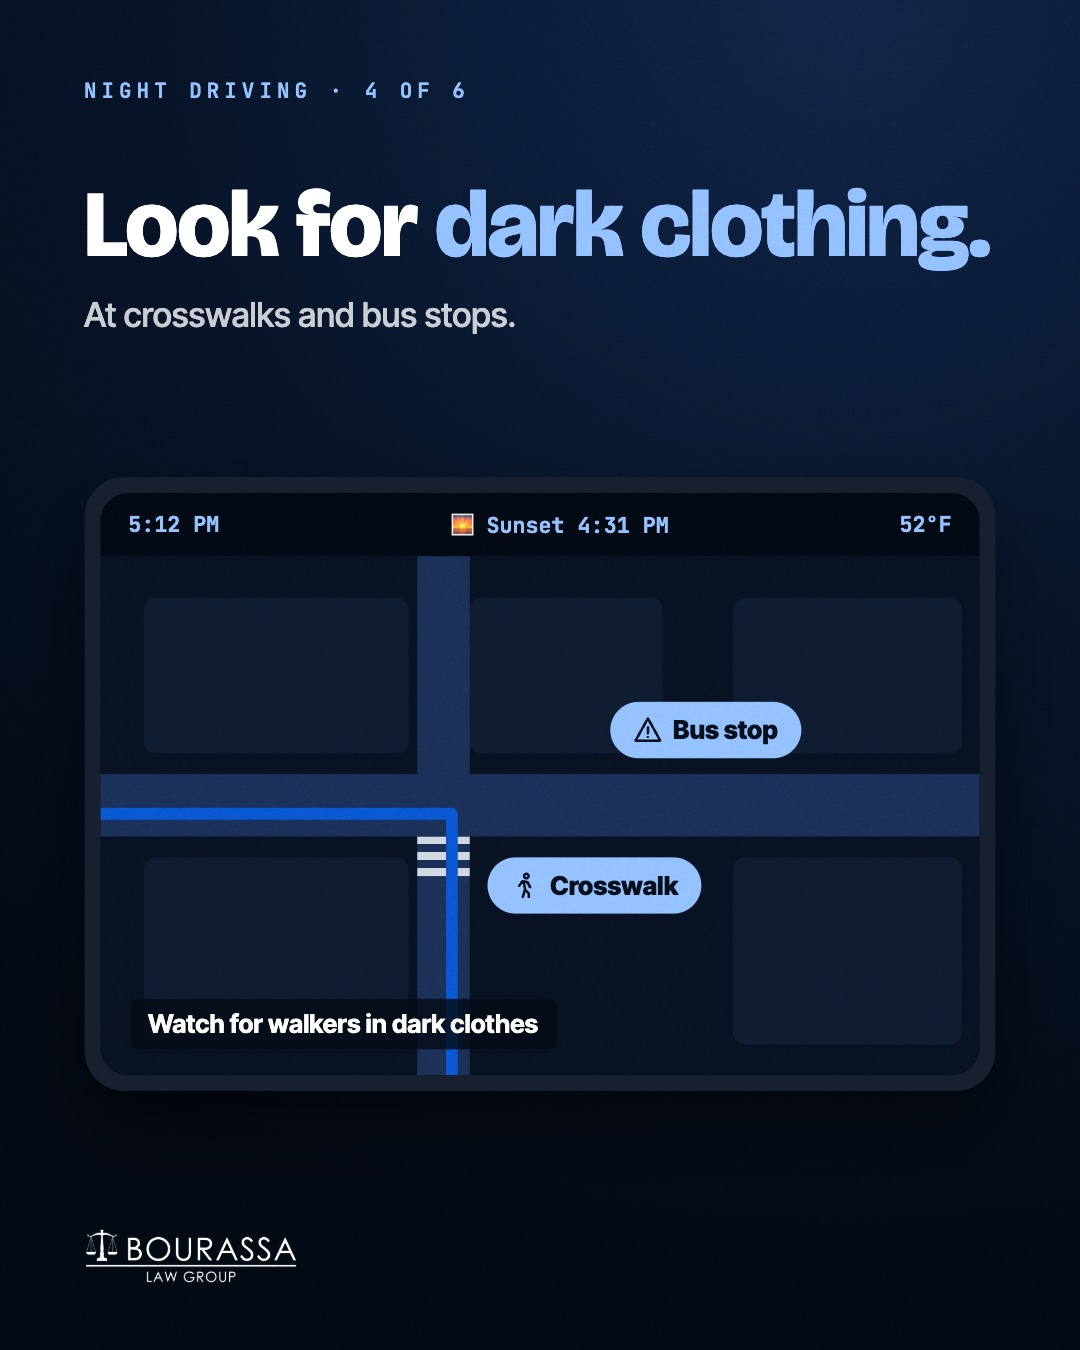 NIGHT DRIVING · 4 OF 6
Look for dark clothing.
At crosswalks and bus stops.
5:12 PM
Sunset 4:31 PM
52°F
Bus stop
Crosswalk
Watch for walkers in dark clothes
BOURASSA
LAW GROUP